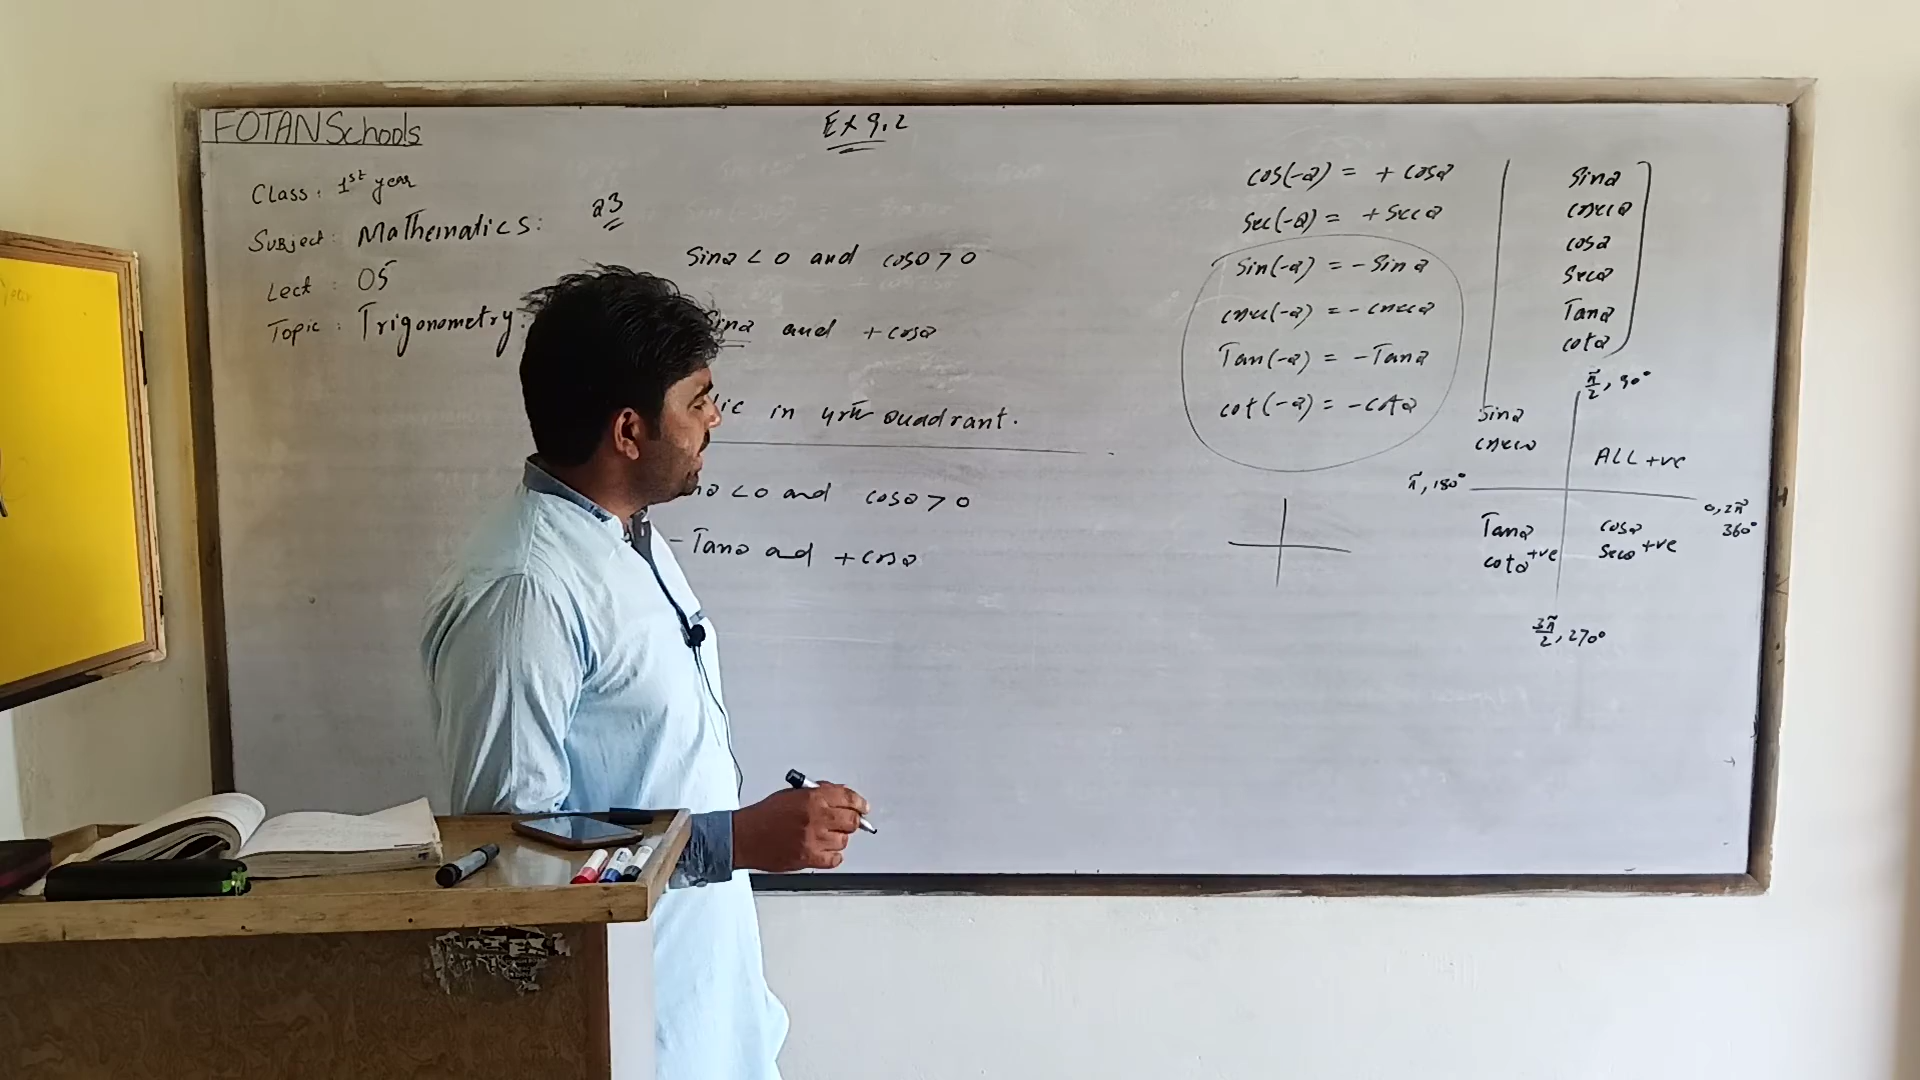 FOTAN Schools
Ex 9.2
Class: 1st year
Subject: Mathematics:
Lect: 05
Topic: Trigonometry:
Q3
Sinθ < 0 and cosθ > 0
Sinθ and + cosθ
in 4th Quadrant.
< 0 and cosθ > 0
- Tanθ ad + cosθ
cos(-θ) = + cosθ
Sec(-θ) = + Secθ
Sin(-θ) = - Sinθ
cosec(-θ) = - cosecθ
Tan(-θ) = - Tanθ
cot(-θ) = - cotθ
Sinθ
cosecθ
cosθ
Secθ
Tanθ
cotθ
π/2, 90°
Sinθ
cosecθ
ALL +ve
π, 180°
0, 2π
360°
Tanθ
cotθ +ve
cosθ
Secθ +ve
3π/2, 270°